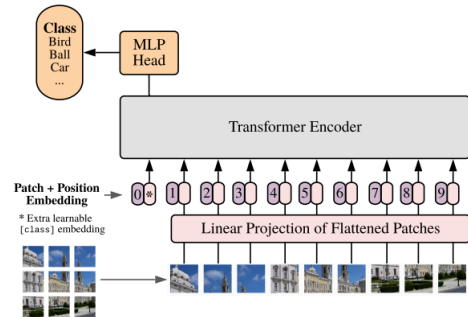 Class
Bird
Ball
Car
...
MLP
Head
Transformer Encoder
Patch + Position
Embedding
0 * 1 2 3 4 5 6 7 8 9
* Extra learnable
[class] embedding
Linear Projection of Flattened Patches